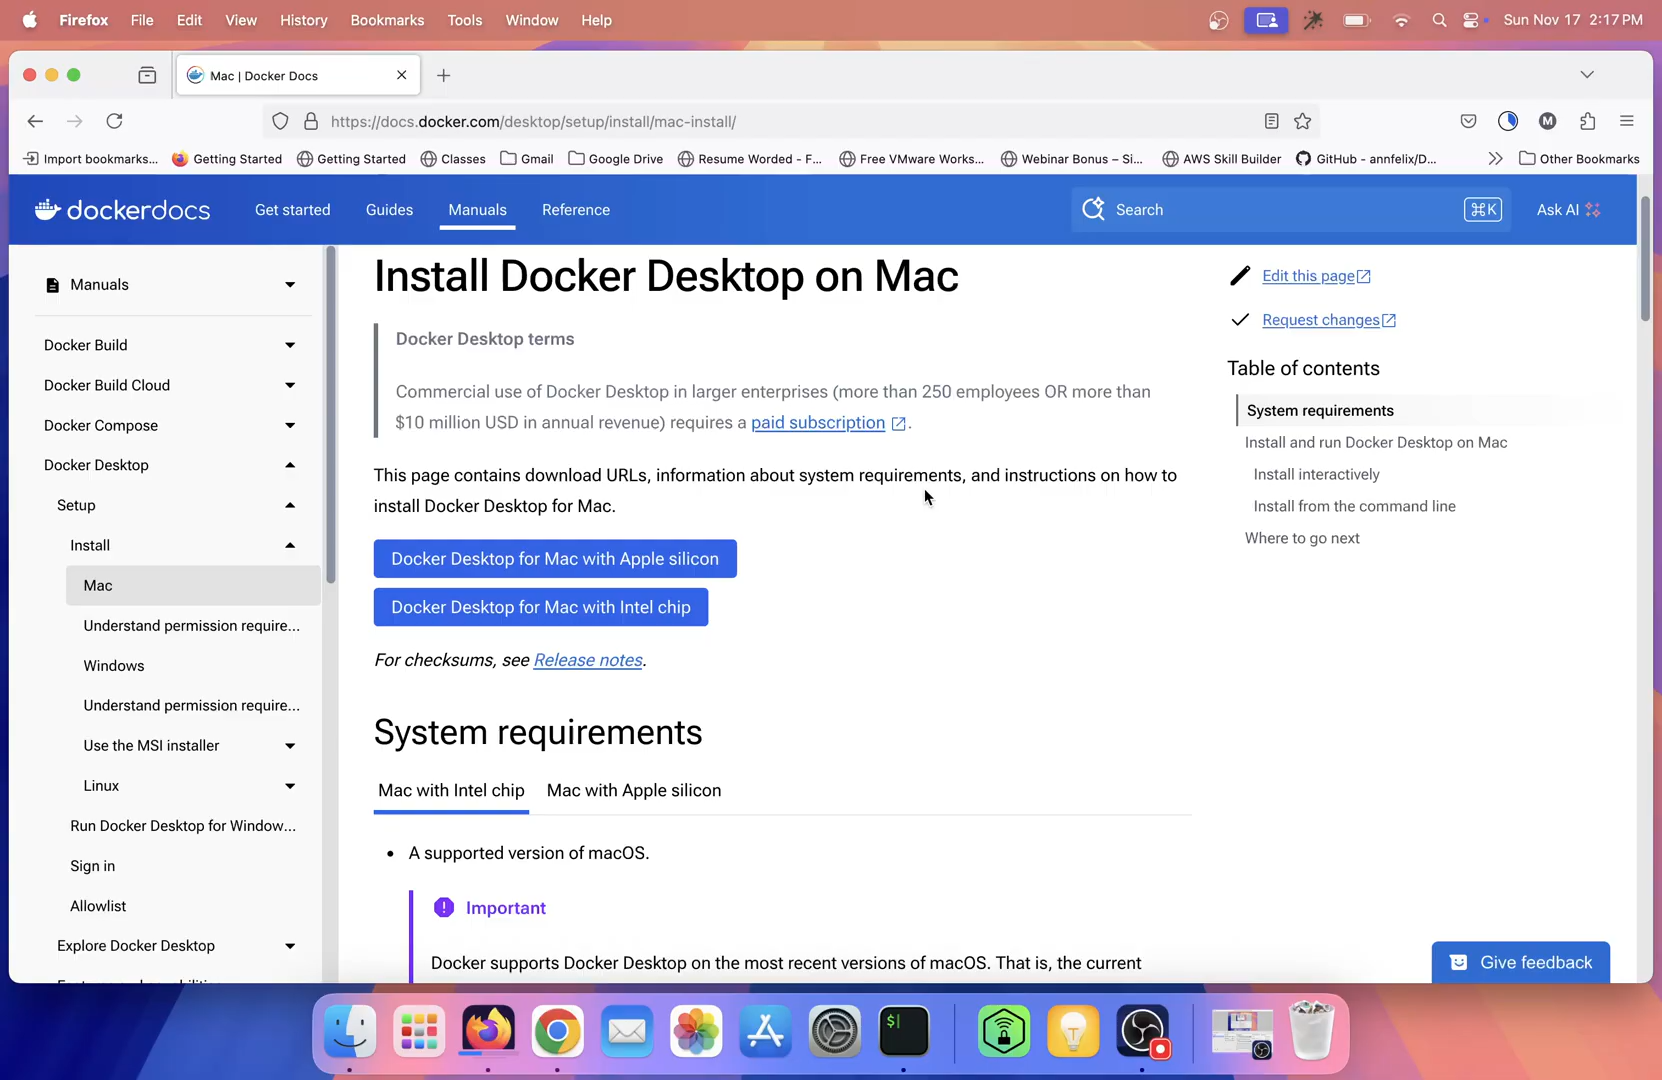 Firefox File Edit View History Bookmarks Tools Window Help Sun Nov 17 2:17 PM
Mac | Docker Docs
https://docs.docker.com/desktop/setup/install/mac-install/
M
Import bookmarks... Getting Started Getting Started Classes Gmail Google Drive Resume Worded - F... Free VMware Works... Webinar Bonus – Si... AWS Skill Builder GitHub - annfelix/D... Other Bookmarks
dockerdocs Get started Guides Manuals Reference Search ⌘K Ask AI
Manuals
Docker Build
Docker Build Cloud
Docker Compose
Docker Desktop
Setup
Install
Mac
Understand permission require...
Windows
Understand permission require...
Use the MSI installer
Linux
Run Docker Desktop for Window...
Sign in
Allowlist
Explore Docker Desktop
Install Docker Desktop on Mac
Docker Desktop terms
Commercial use of Docker Desktop in larger enterprises (more than 250 employees OR more than
$10 million USD in annual revenue) requires a paid subscription .
This page contains download URLs, information about system requirements, and instructions on how to
install Docker Desktop for Mac.
Docker Desktop for Mac with Apple silicon
Docker Desktop for Mac with Intel chip
For checksums, see Release notes.
System requirements
Mac with Intel chip Mac with Apple silicon
• A supported version of macOS.
Important
Docker supports Docker Desktop on the most recent versions of macOS. That is, the current
Edit this page
Request changes
Table of contents
System requirements
Install and run Docker Desktop on Mac
Install interactively
Install from the command line
Where to go next
Give feedback
$